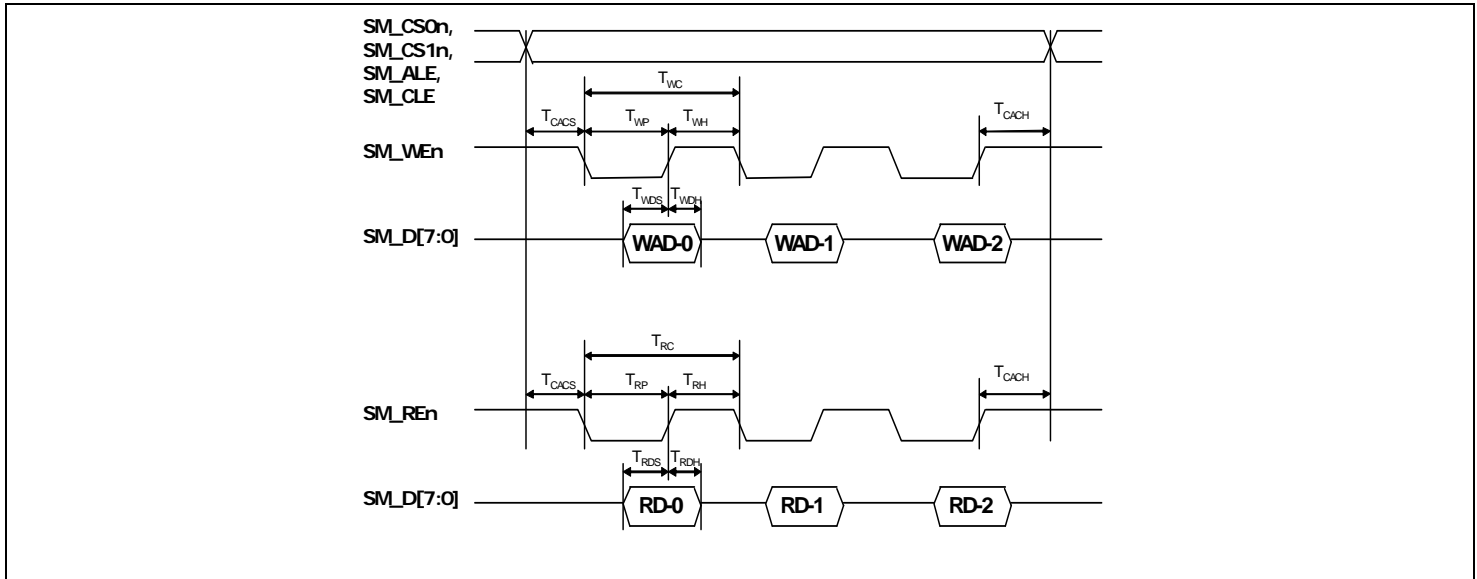 SM_CS0n,
SM_CS1n,
SM_ALE,
SM_CLE
TWC
TCACS TWP TWH TCACH
SM_WEn
TWDS TWDH
SM_D[7:0] WAD-0 WAD-1 WAD-2
TRC
TCACS TRP TRH TCACH
SM_REn
TRDS TRDH
SM_D[7:0] RD-0 RD-1 RD-2